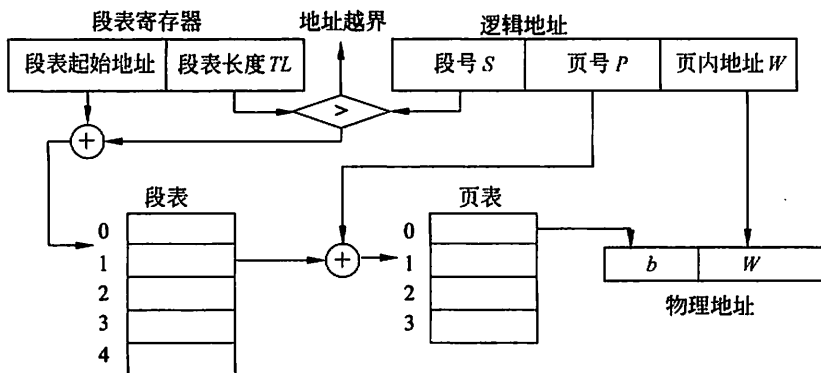 段表寄存器
地址越界
逻辑地址
段表起始地址
段表长度 TL
段号 S
页号 P
页内地址 W
>
+
段表
页表
0
1
2
3
4
+
0
1
2
3
b
W
物理地址